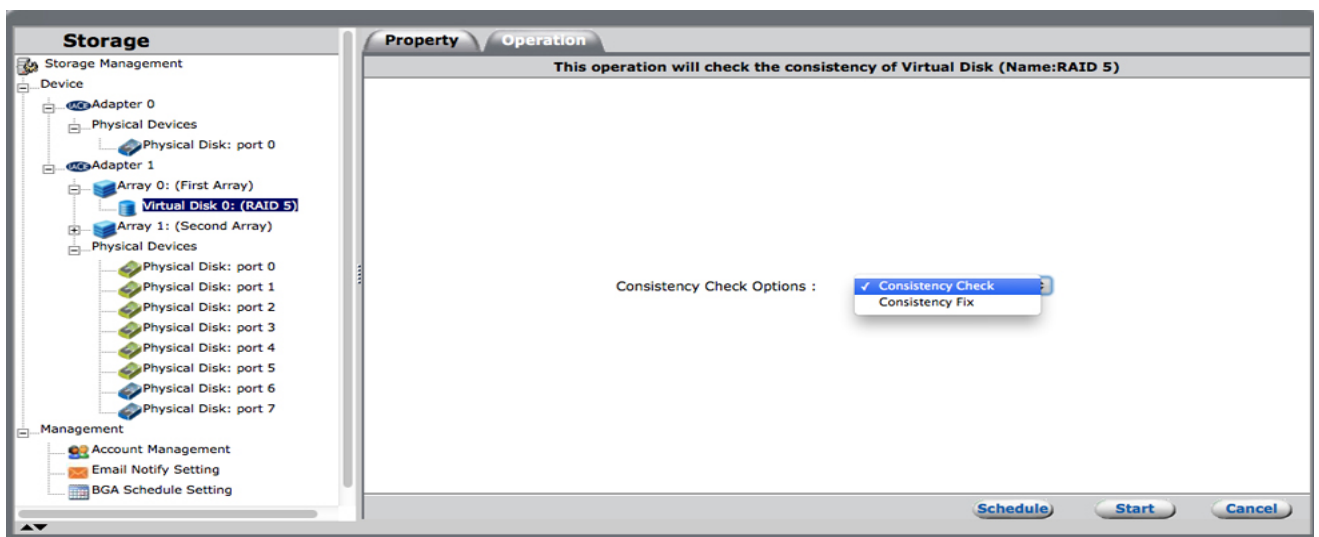 Storage
Storage Management
Device
Adapter 0
Physical Devices
Physical Disk: port 0
Adapter 1
Array 0: (First Array)
Virtual Disk 0: (RAID 5)
Array 1: (Second Array)
Physical Devices
Physical Disk: port 0
Physical Disk: port 1
Physical Disk: port 2
Physical Disk: port 3
Physical Disk: port 4
Physical Disk: port 5
Physical Disk: port 6
Physical Disk: port 7
Management
Account Management
Email Notify Setting
BGA Schedule Setting
Property Operation
This operation will check the consistency of Virtual Disk (Name:RAID 5)
Consistency Check Options :
✓ Consistency Check
Consistency Fix
Schedule Start Cancel